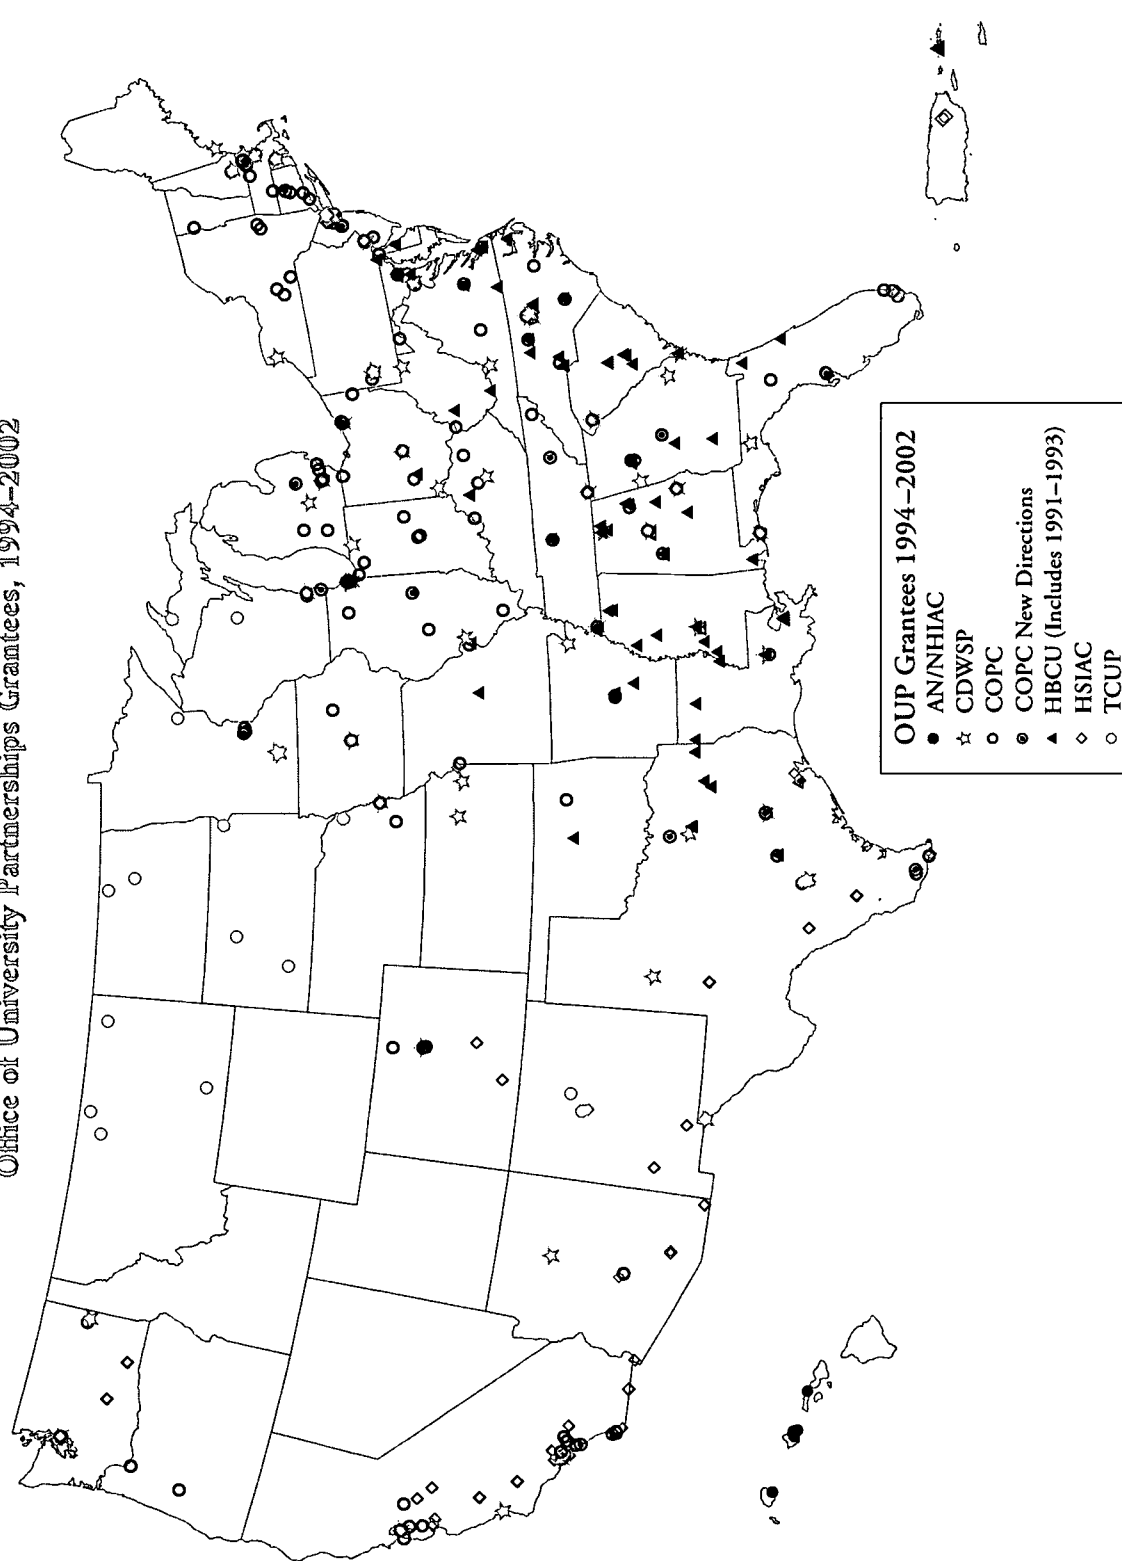 Office of University Partnerships Grantees, 1994–2002
OUP Grantees 1994–2002
AN/NHIAC
CDWSP
COPC
COPC New Directions
HBCU (Includes 1991–1993)
HSIAC
TCUP